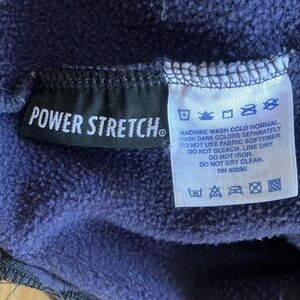 POWER STRETCH®
MACHINE WASH COLD NORMAL.
WASH DARK COLORS SEPARATELY.
DO NOT USE FABRIC SOFTENER.
DO NOT BLEACH. LINE DRY.
DO NOT IRON.
DO NOT DRY CLEAN.
RN 62830